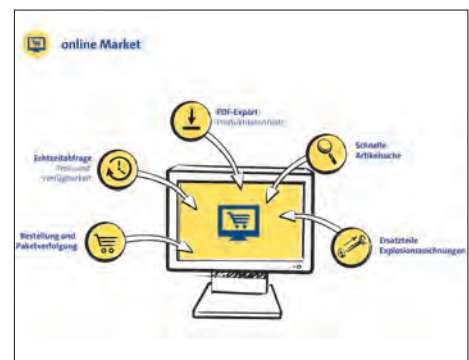 online Market
PDF-Export
Produktdatenblatt
Schnelle
Artikelsuche
Echtzeitabfrage
Preis und
Verfügbarkeit
Bestellung und
Paketverfolgung
Ersatzteile
Explosionszeichnungen